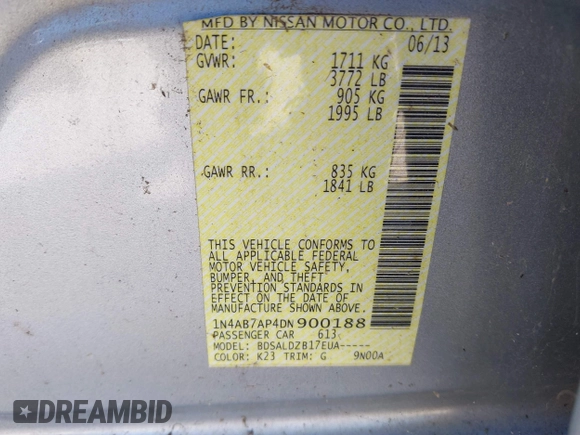 MFD BY NISSAN MOTOR CO., LTD.
DATE: 06/13
GVWR: 1711 KG
3772 LB
GAWR FR.: 905 KG
1995 LB
GAWR RR.: 835 KG
1841 LB
THIS VEHICLE CONFORMS TO
ALL APPLICABLE FEDERAL
MOTOR VEHICLE SAFETY,
BUMPER, AND THEFT
PREVENTION STANDARDS IN
EFFECT ON THE DATE OF
MANUFACTURE SHOWN ABOVE.
1N4AB7AP4DN900188
PASSENGER CAR 613
MODEL: BDSALDZB17EUA-----
COLOR: K23 TRIM: G 9N00A
DREAMBID